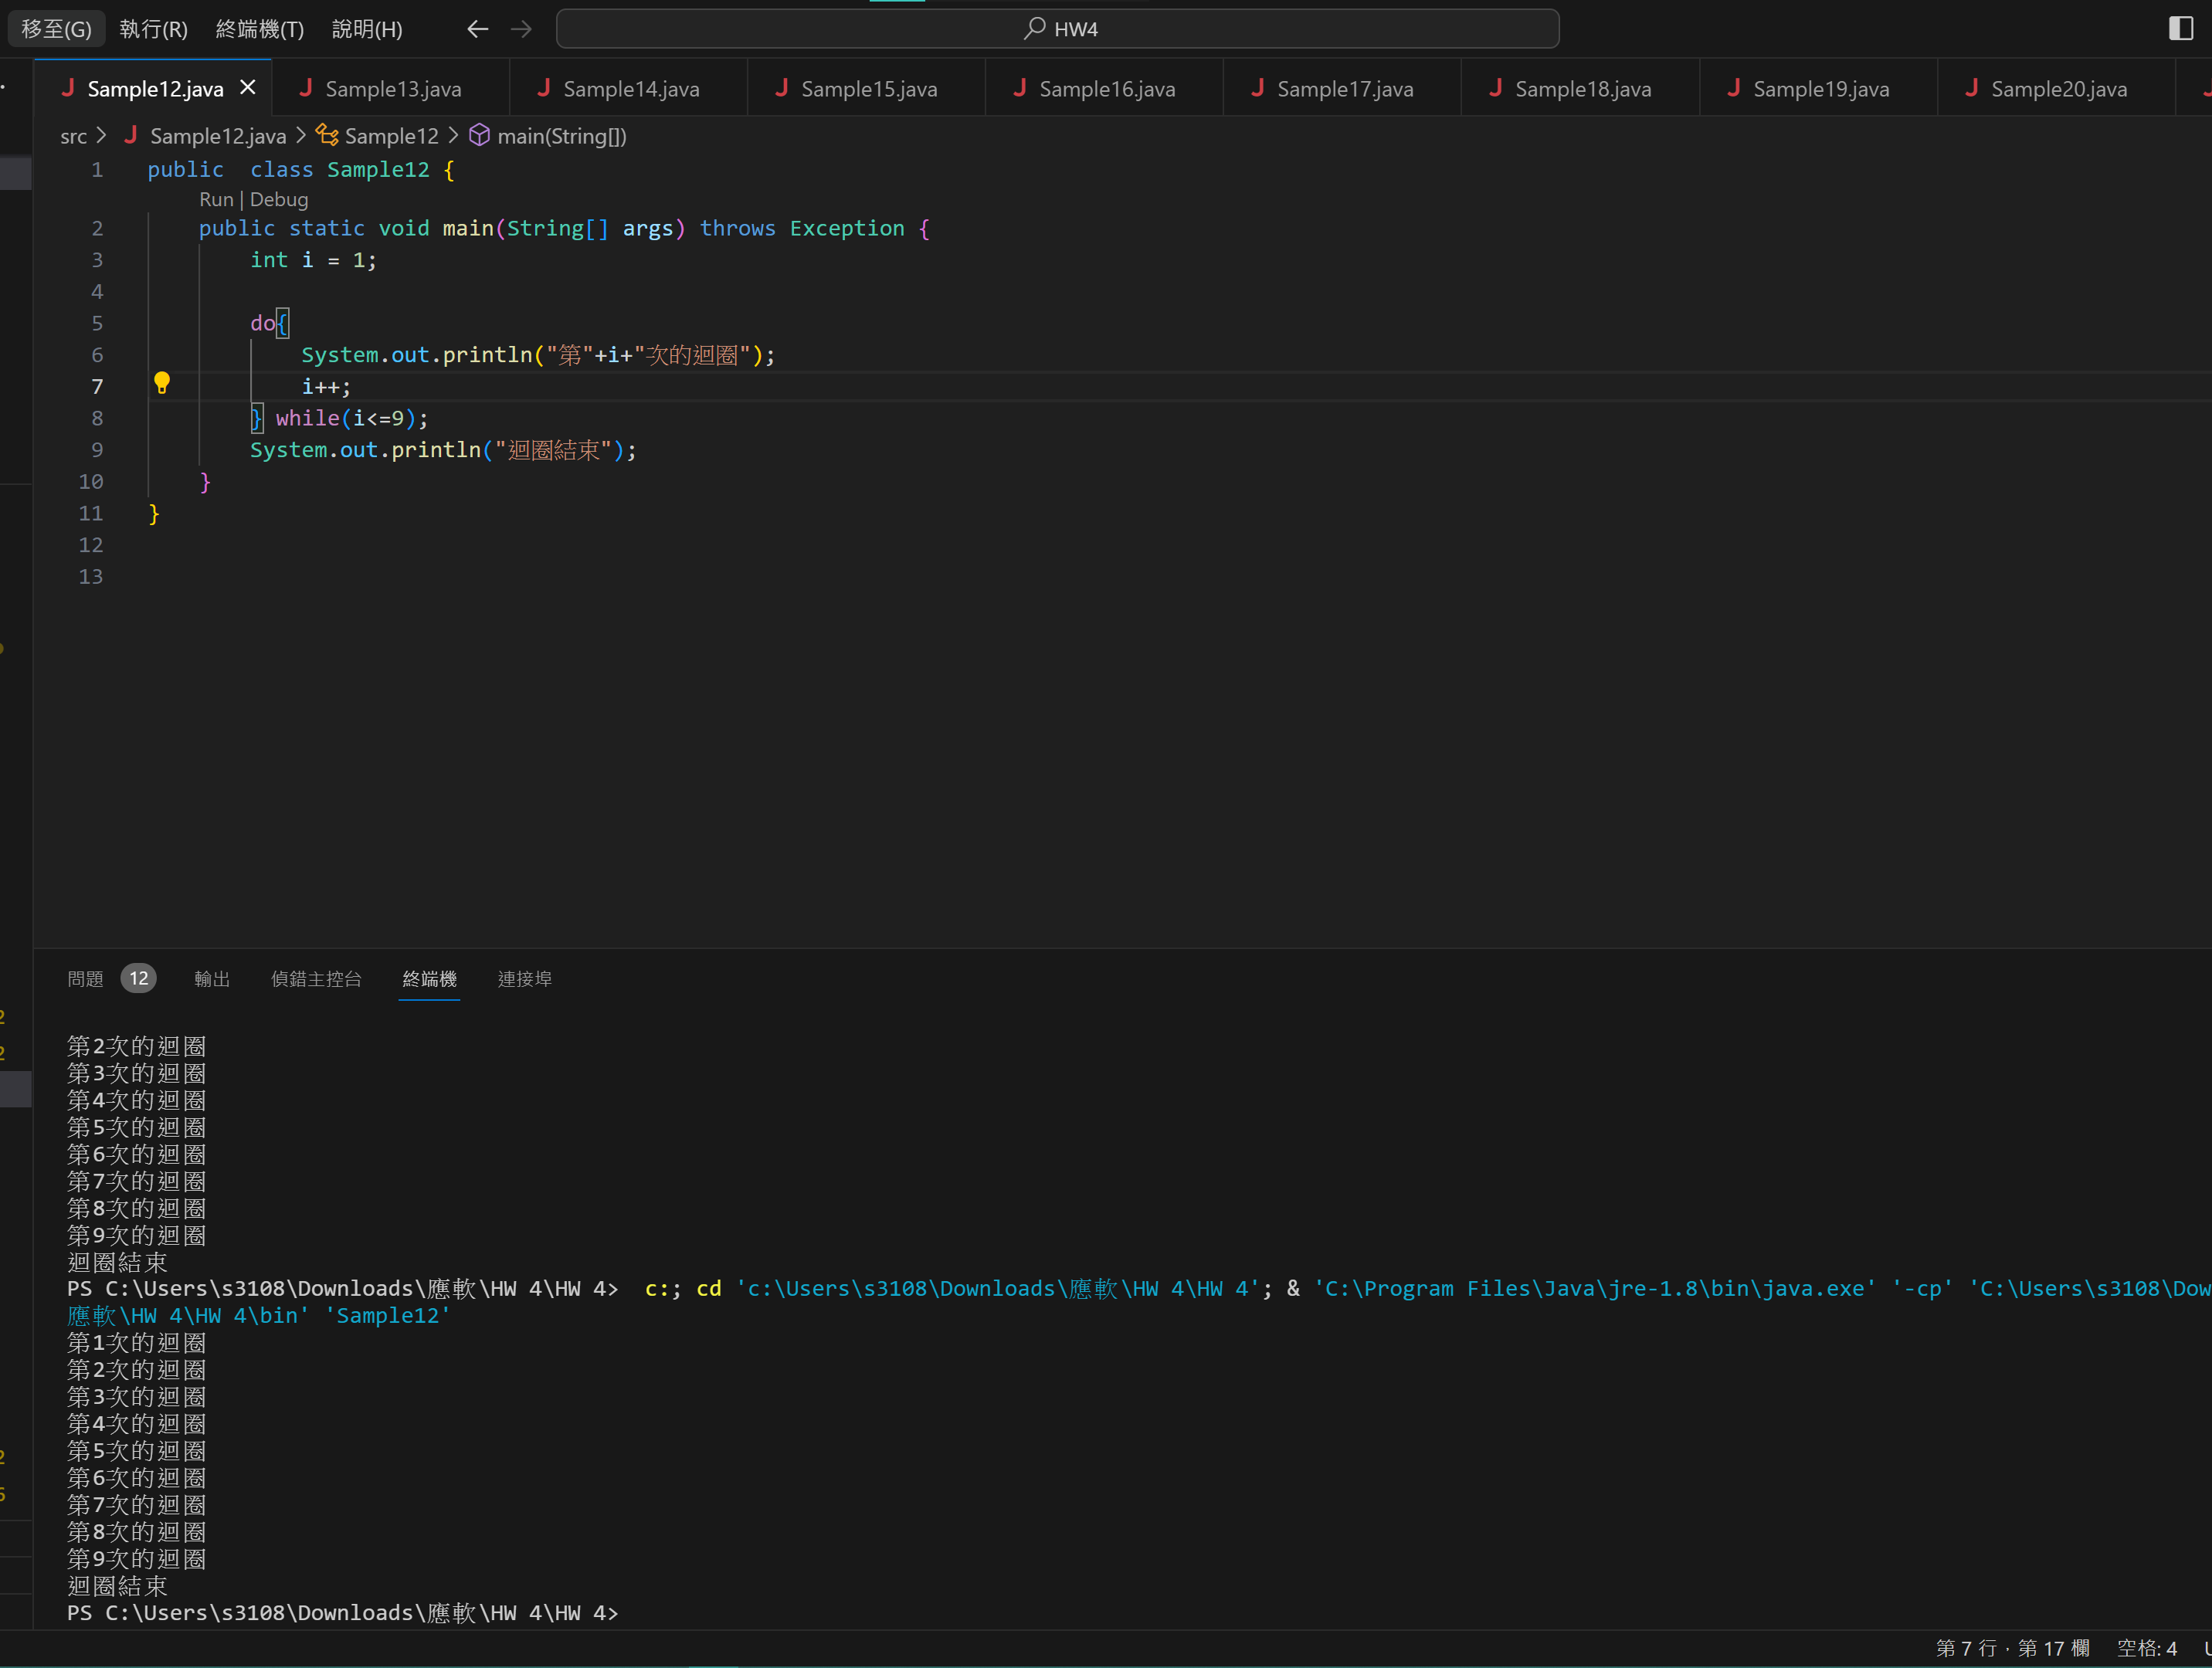 移至(G) 執行(R) 終端機(T) 說明(H) HW4
Sample12.java Sample13.java Sample14.java Sample15.java Sample16.java Sample17.java Sample18.java Sample19.java Sample20.java
src > Sample12.java > Sample12 > main(String[])
1 public  class Sample12 {
Run | Debug
2 public static void main(String[] args) throws Exception {
3 int i = 1;
4
5 do{
6 System.out.println("第"+i+"次的迴圈");
7 i++;
8 } while(i<=9);
9 System.out.println("迴圈結束");
10 }
11 }
12
13
問題 12 輸出 偵錯主控台 終端機 連接埠
第2次的迴圈
第3次的迴圈
第4次的迴圈
第5次的迴圈
第6次的迴圈
第7次的迴圈
第8次的迴圈
第9次的迴圈
迴圈結束
PS C:\Users\s3108\Downloads\應軟\HW 4\HW 4>  c:; cd 'c:\Users\s3108\Downloads\應軟\HW 4\HW 4'; & 'C:\Program Files\Java\jre-1.8\bin\java.exe' '-cp' 'C:\Users\s3108\Dow
應軟\HW 4\HW 4\bin' 'Sample12'
第1次的迴圈
第2次的迴圈
第3次的迴圈
第4次的迴圈
第5次的迴圈
第6次的迴圈
第7次的迴圈
第8次的迴圈
第9次的迴圈
迴圈結束
PS C:\Users\s3108\Downloads\應軟\HW 4\HW 4>
第 7 行，第 17 欄 空格: 4